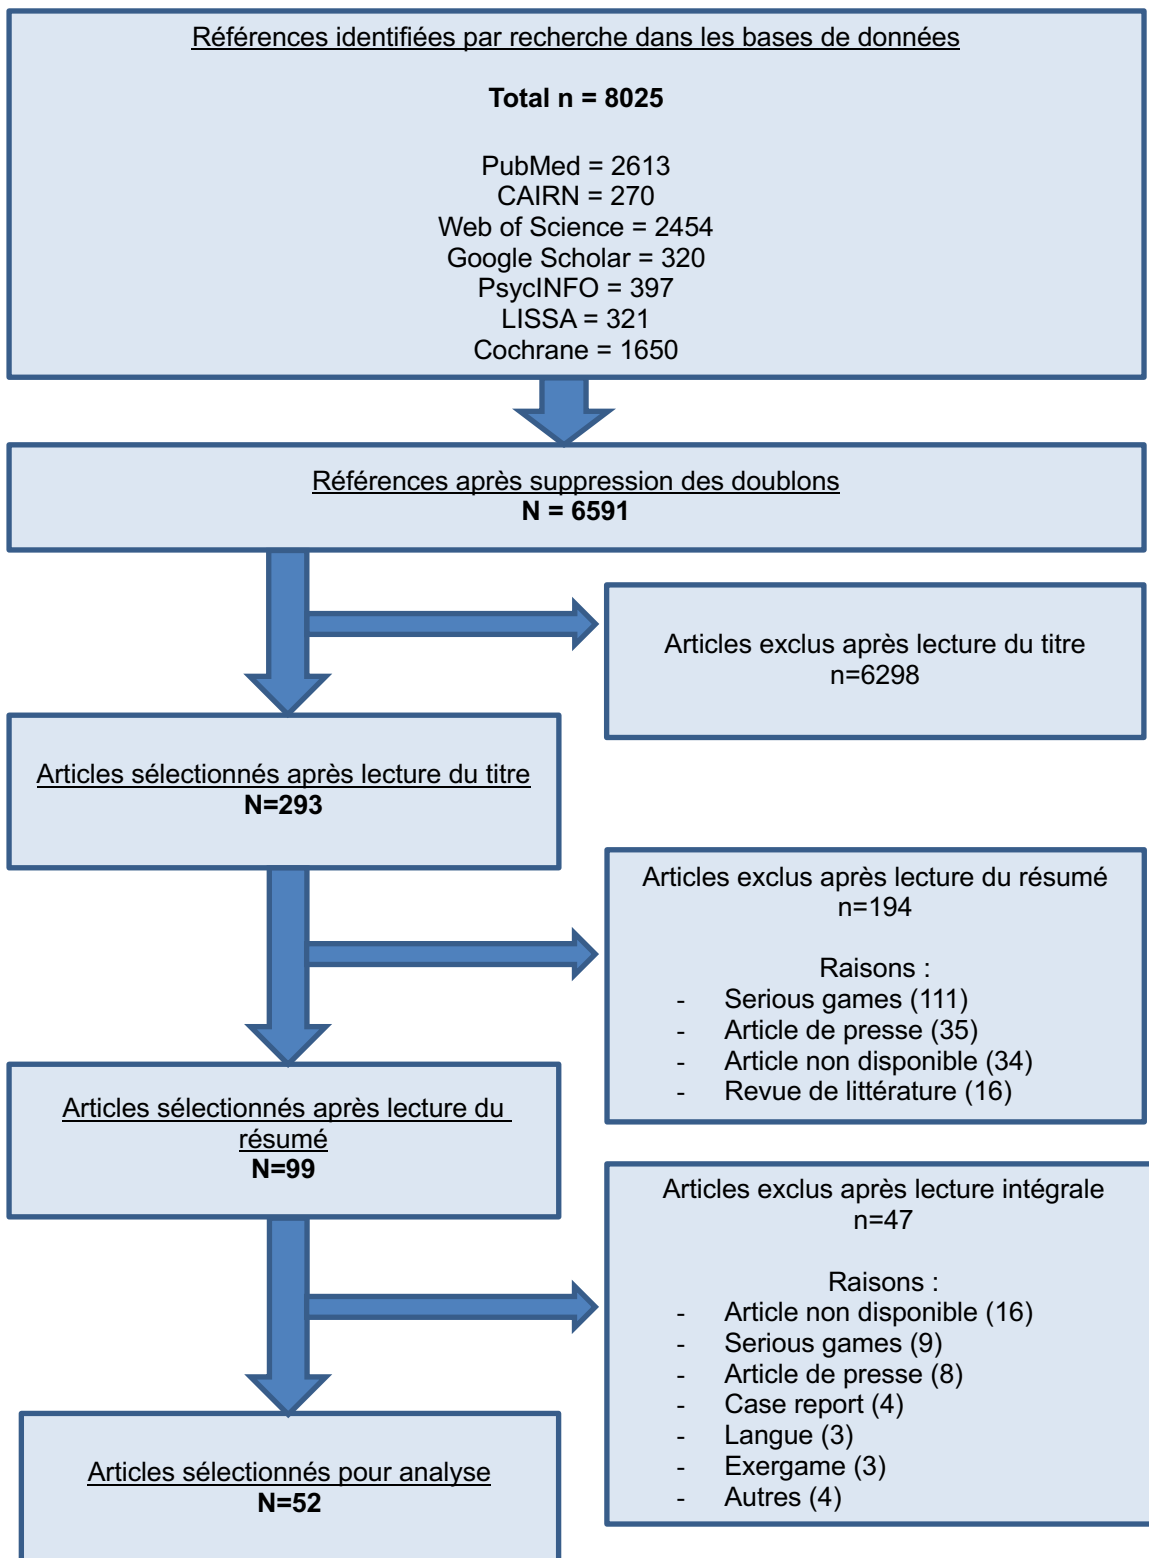 Références identifiées par recherche dans les bases de données
Total n = 8025
PubMed = 2613
CAIRN = 270
Web of Science = 2454
Google Scholar = 320
PsycINFO = 397
LISSA = 321
Cochrane = 1650
Références après suppression des doublons
N = 6591
Articles exclus après lecture du titre
n=6298
Articles sélectionnés après lecture du titre
N=293
Articles exclus après lecture du résumé
n=194
Raisons :
- Serious games (111)
- Article de presse (35)
- Article non disponible (34)
- Revue de littérature (16)
Articles sélectionnés après lecture du
résumé
N=99
Articles exclus après lecture intégrale
n=47
Raisons :
- Article non disponible (16)
- Serious games (9)
- Article de presse (8)
- Case report (4)
- Langue (3)
- Exergame (3)
- Autres (4)
Articles sélectionnés pour analyse
N=52